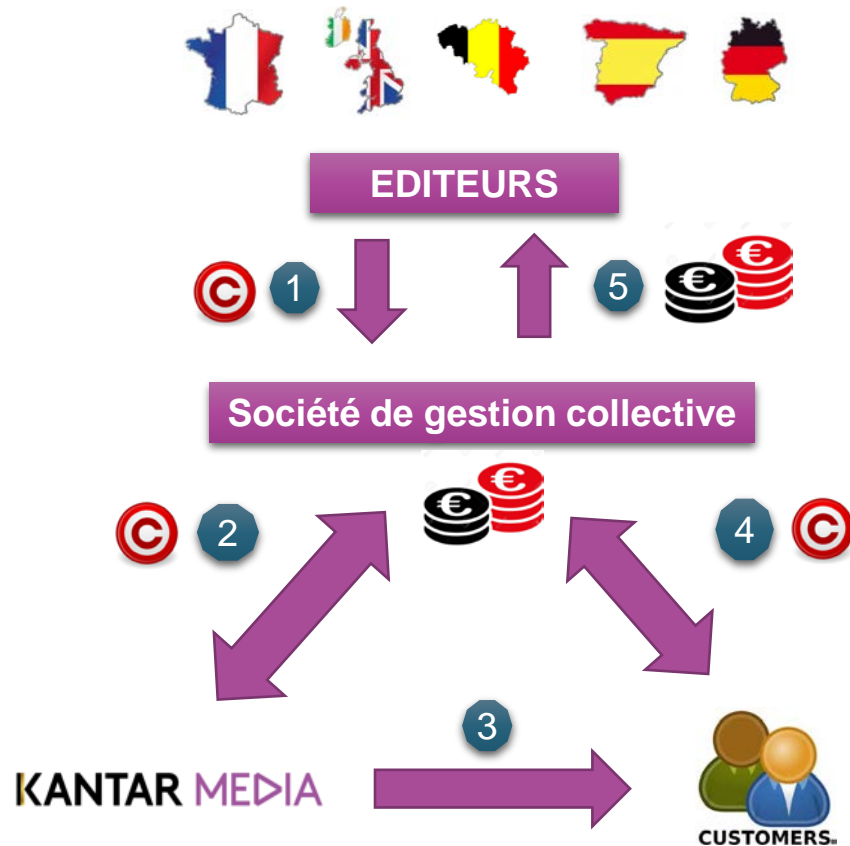 EDITEURS
© 1
5 €
€
Société de gestion collective
€
€
© 2
4 ©
3
KANTAR MEDIA
CUSTOMERS